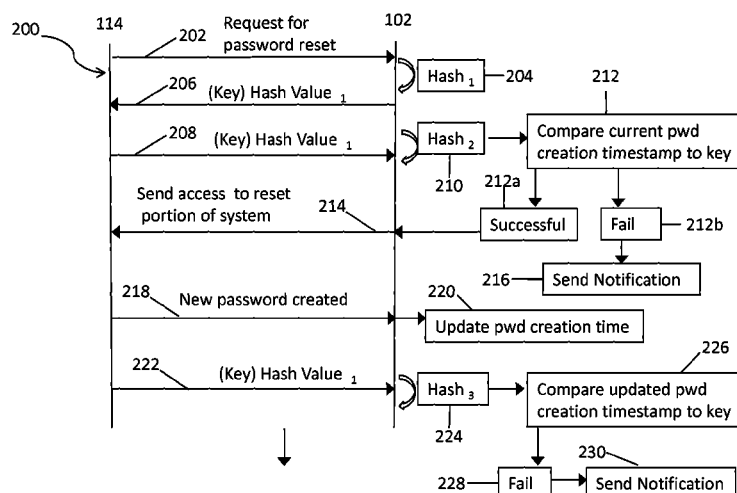 114
102
200
Request for
password reset
202
Hash 1
204
206
(Key) Hash Value 1
212
208
(Key) Hash Value 1
Hash 2
210
Compare current pwd
creation timestamp to key
Send access to reset
portion of system
214
212a
Successful
Fail
212b
216
Send Notification
218
New password created
220
Update pwd creation time
222
(Key) Hash Value 1
Hash 3
224
226
Compare updated pwd
creation timestamp to key
228
Fail
230
Send Notification